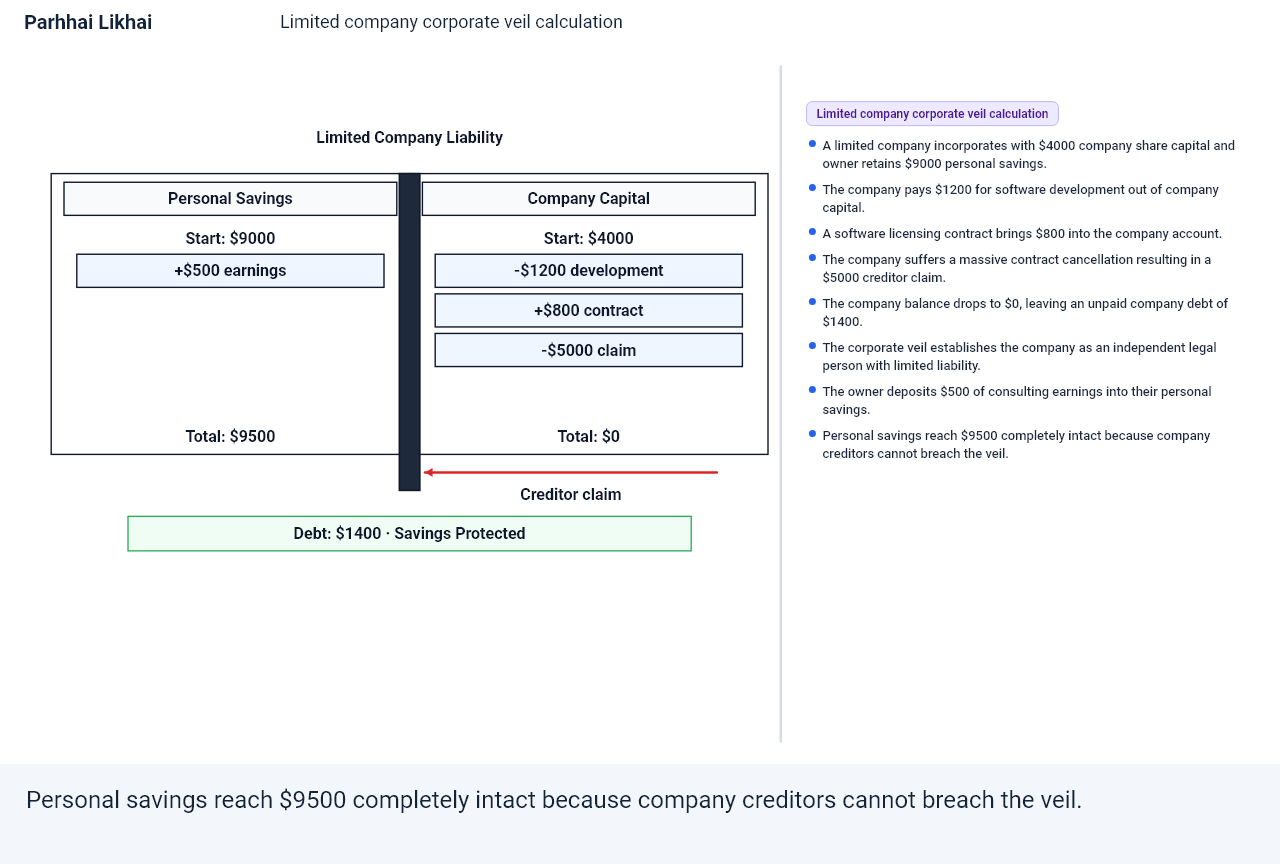 Parhhai Likhai
Limited company corporate veil calculation
Limited Company Liability
Personal Savings
Company Capital
Start: $9000
Start: $4000
+$500 earnings
-$1200 development
+$800 contract
-$5000 claim
Total: $9500
Total: $0
Creditor claim
Debt: $1400 · Savings Protected
Limited company corporate veil calculation
A limited company incorporates with $4000 company share capital and
owner retains $9000 personal savings.
The company pays $1200 for software development out of company
capital.
A software licensing contract brings $800 into the company account.
The company suffers a massive contract cancellation resulting in a
$5000 creditor claim.
The company balance drops to $0, leaving an unpaid company debt of
$1400.
The corporate veil establishes the company as an independent legal
person with limited liability.
The owner deposits $500 of consulting earnings into their personal
savings.
Personal savings reach $9500 completely intact because company
creditors cannot breach the veil.
Personal savings reach $9500 completely intact because company creditors cannot breach the veil.